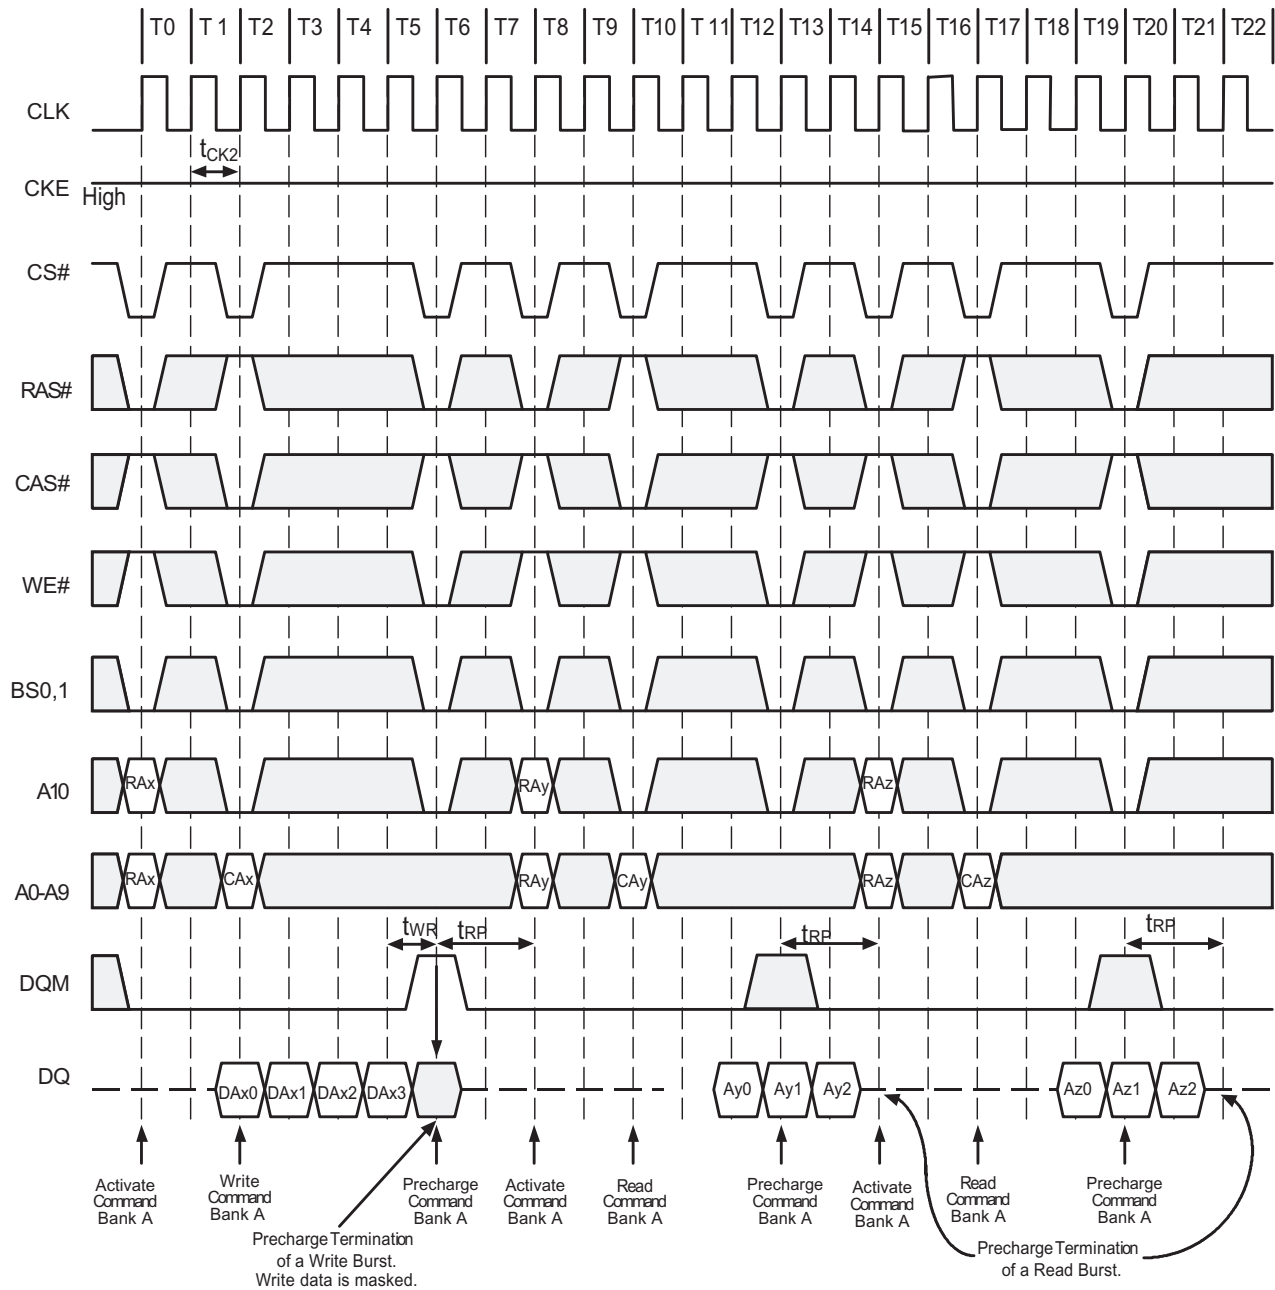 T0 T 1 T2 T3 T4 T5 T6 T7 T8 T9 T10 T 11 T12 T13 T14 T15 T16 T17 T18 T19 T20 T21 T22
CLK
tCK2
CKE High
CS#
RAS#
CAS#
WE#
BS0,1
A10 RAx RAy RAz
A0-A9 RAx CAx RAy CAy RAz CAz
tWR tRP tRP tRP
DQM
DQ DAx0 DAx1 DAx2 DAx3 Ay0 Ay1 Ay2 Az0 Az1 Az2
Activate
Command
Bank A
Write
Command
Bank A
Precharge
Command
Bank A
Activate
Command
Bank A
Read
Command
Bank A
Precharge
Command
Bank A
Activate
Command
Bank A
Read
Command
Bank A
Precharge
Command
Bank A
Precharge Termination
of a Write Burst.
Write data is masked.
Precharge Termination
of a Read Burst.